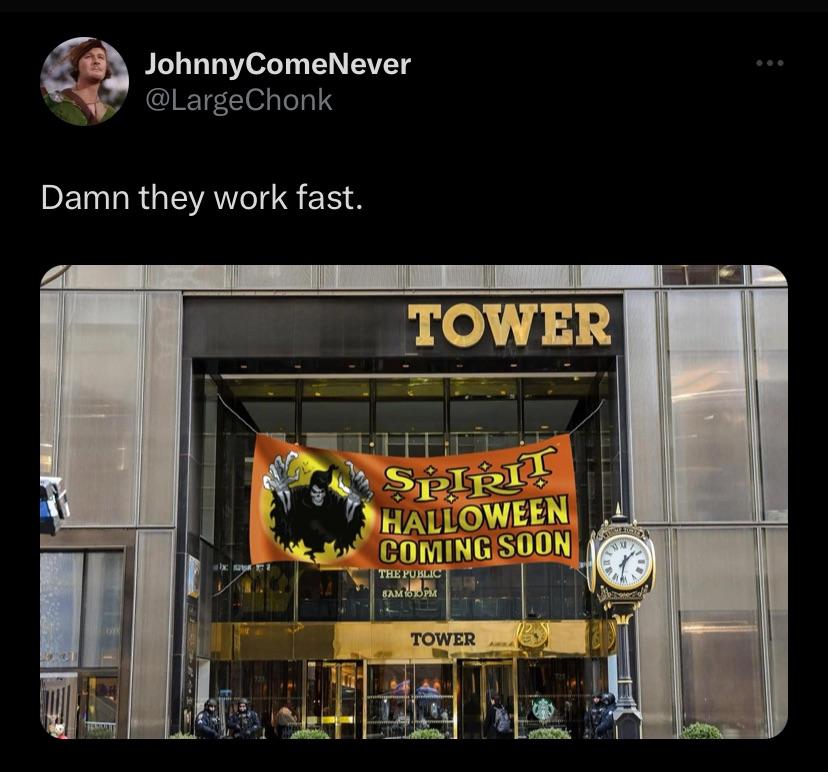 JohnnyComeNever
@LargeChonk
Damn they work fast.
TOWER
SPIRIT
HALLOWEEN
COMING SOON
THE PUBLIC
8AM to 10PM
TOWER